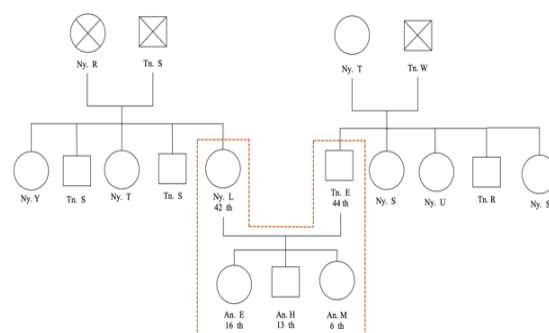 Ny. R
Tn. S
Ny. T
Tn. W
Ny. Y
Tn. S
Ny. T
Tn. S
Ny. L
42 th
Tn. E
44 th
Ny. S
Ny. U
Tn. R
Ny. S
An. E
16 th
An. H
13 th
An. M
6 th